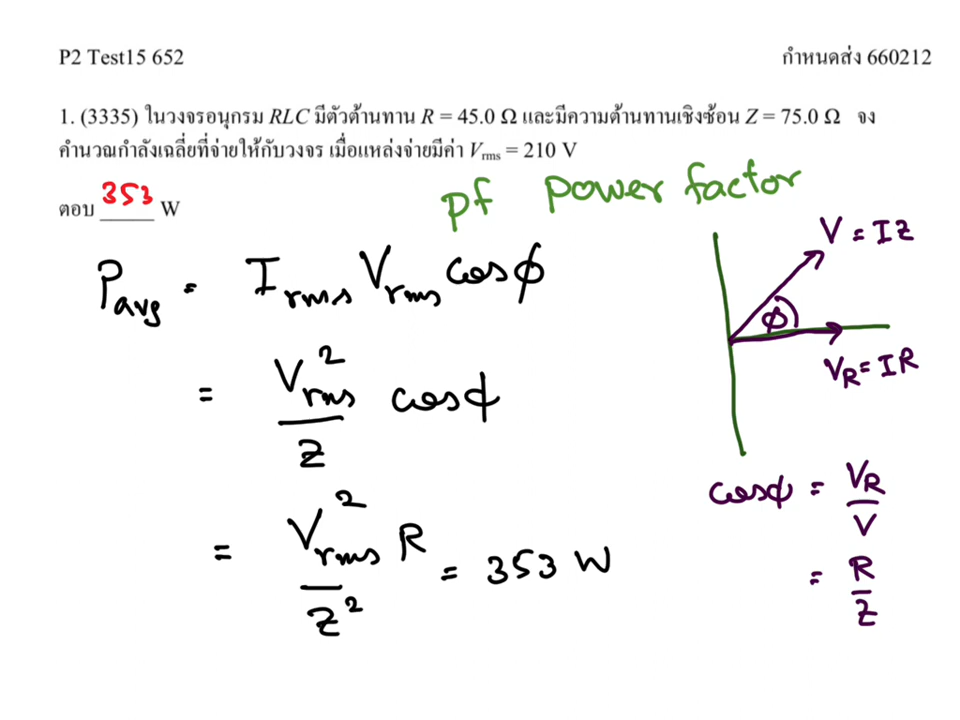 P2 Test15 652 กำหนดส่ง 660212
1. (3335) ในวงจรอนุกรม RLC มีตัวต้านทาน R = 45.0 Ω และมีความต้านทานเชิงซ้อน Z = 75.0 Ω จง
คำนวณกำลังเฉลี่ยที่จ่ายให้กับวงจร เมื่อแหล่งจ่ายมีค่า Vrms = 210 V
ตอบ 353 W
pf power factor
Pavg = Irms Vrms cosϕ
= Vrms² / Z cosϕ
= Vrms² R / Z² = 353 W
V = IZ
ϕ
VR = IR
cosϕ = VR / V
= R / Z